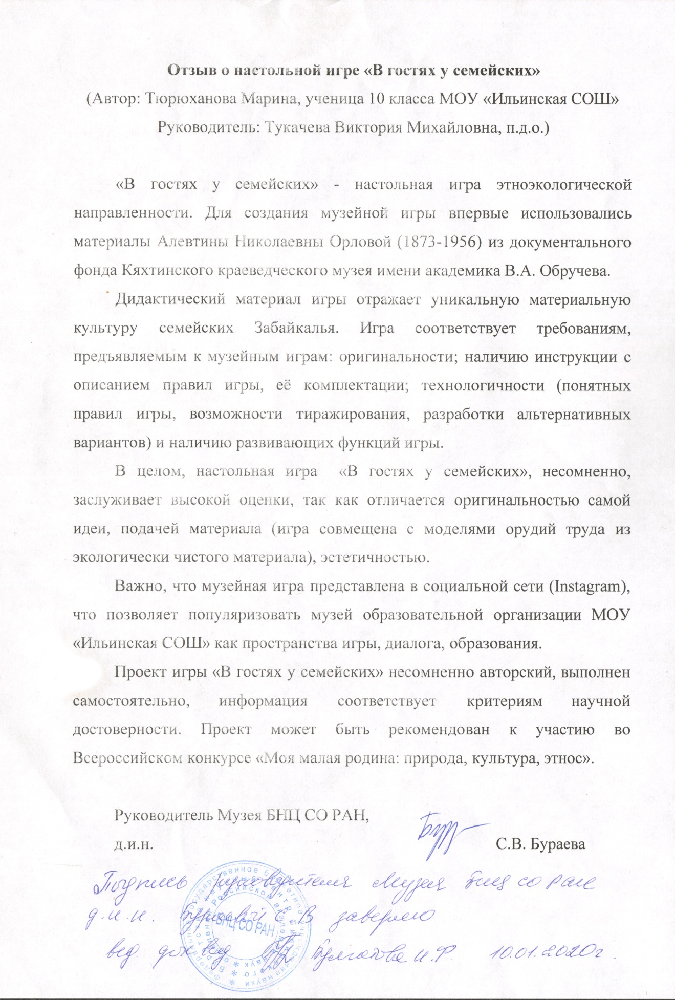 Отзыв о настольной игре «В гостях у семейских»
(Автор: Тюрюханова Марина, ученица 10 класса МОУ «Ильинская СОШ»
Руководитель: Тукачева Виктория Михайловна, п.д.о.)
«В гостях у семейских» - настольная игра этноэкологической
направленности. Для создания музейной игры впервые использовались
материалы Алевтины Николаевны Орловой (1873-1956) из документального
фонда Кяхтинского краеведческого музея имени академика В.А. Обручева.
Дидактический материал игры отражает уникальную материальную
культуру семейских Забайкалья. Игра соответствует требованиям,
предъявляемым к музейным играм: оригинальности; наличию инструкции с
описанием правил игры, её комплектации; технологичности (понятных
правил игры, возможности тиражирования, разработки альтернативных
вариантов) и наличию развивающих функций игры.
В целом, настольная игра «В гостях у семейских», несомненно,
заслуживает высокой оценки, так как отличается оригинальностью самой
идеи, подачей материала (игра совмещена с моделями орудий труда из
экологически чистого материала), эстетичностью.
Важно, что музейная игра представлена в социальной сети (Instagram),
что позволяет популяризовать музей образовательной организации МОУ
«Ильинская СОШ» как пространства игры, диалога, образования.
Проект игры «В гостях у семейских» несомненно авторский, выполнен
самостоятельно, информация соответствует критериям научной
достоверности. Проект может быть рекомендован к участию во
Всероссийском конкурсе «Моя малая родина: природа, культура, этнос».
Руководитель Музея БНЦ СО РАН,
д.и.н. С.В. Бураева
Подпись руководителя Музея БНЦ СО РАН
д.и.н. Бураевой С.В. заверяю
вед. док вед Булгатова И.Ф. 10.01.2020г.
БНЦ СО РАН